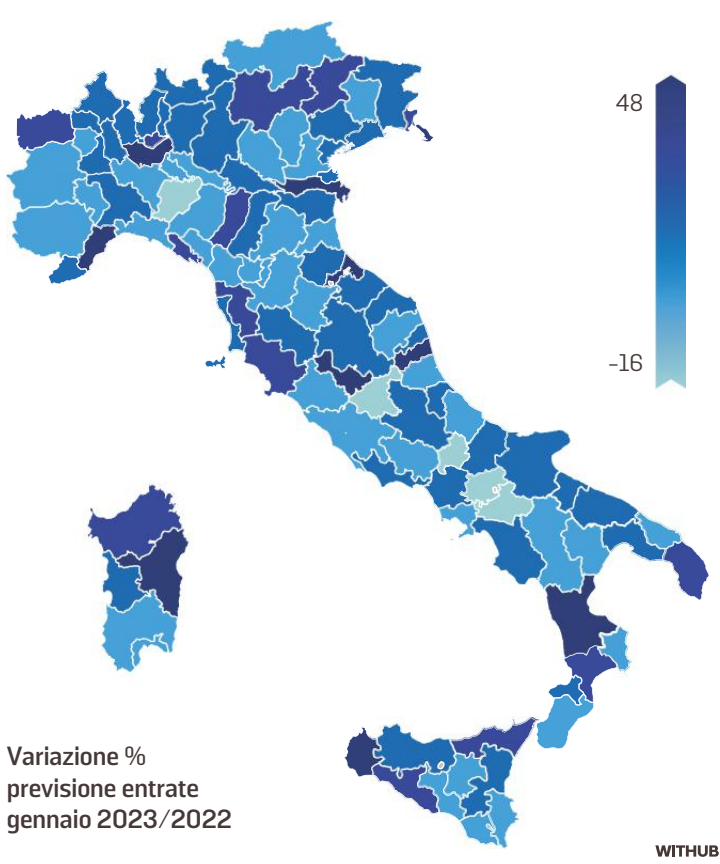 48
-16
Variazione %
previsione entrate
gennaio 2023/2022
WITHUB